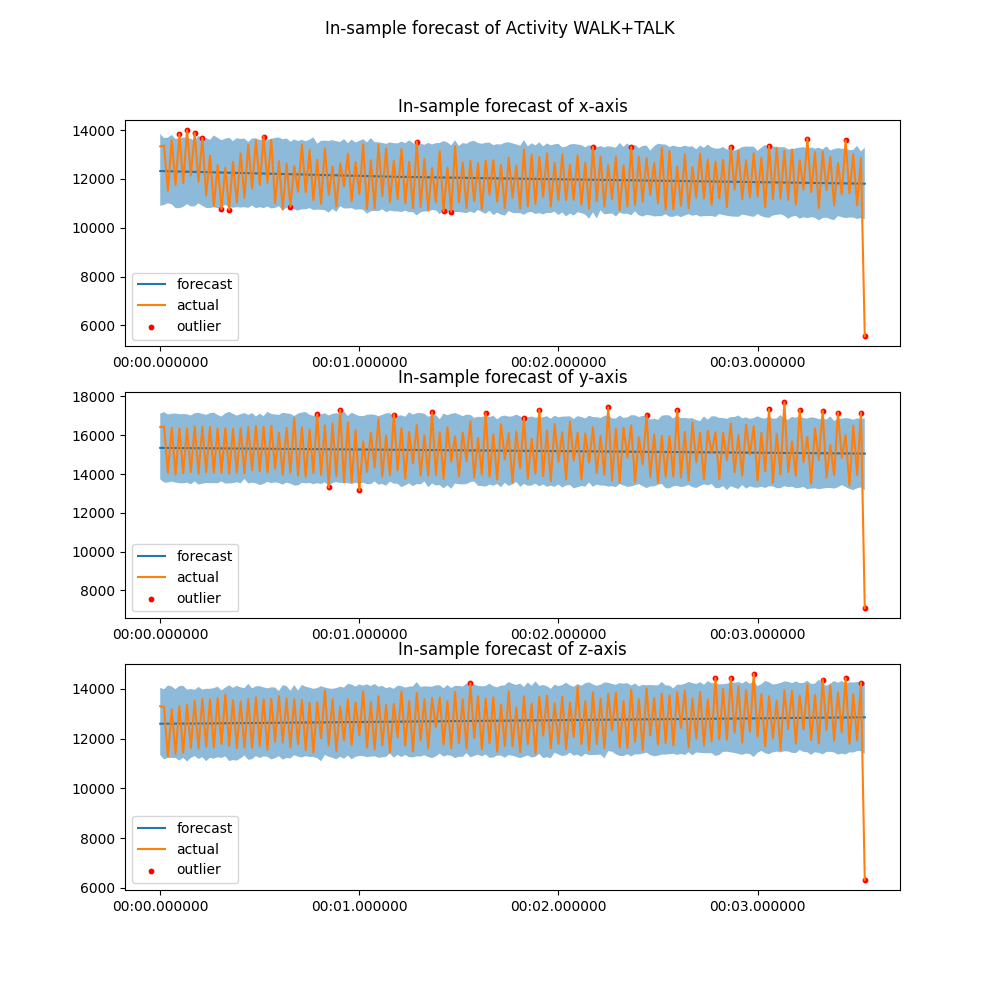 In-sample forecast of Activity WALK+TALK
In-sample forecast of x-axis
14000
12000
10000
8000
6000
forecast
actual
outlier
00:00.000000 00:01.000000 00:02.000000 00:03.000000
In-sample forecast of y-axis
18000
16000
14000
12000
10000
8000
forecast
actual
outlier
00:00.000000 00:01.000000 00:02.000000 00:03.000000
In-sample forecast of z-axis
14000
12000
10000
8000
6000
forecast
actual
outlier
00:00.000000 00:01.000000 00:02.000000 00:03.000000